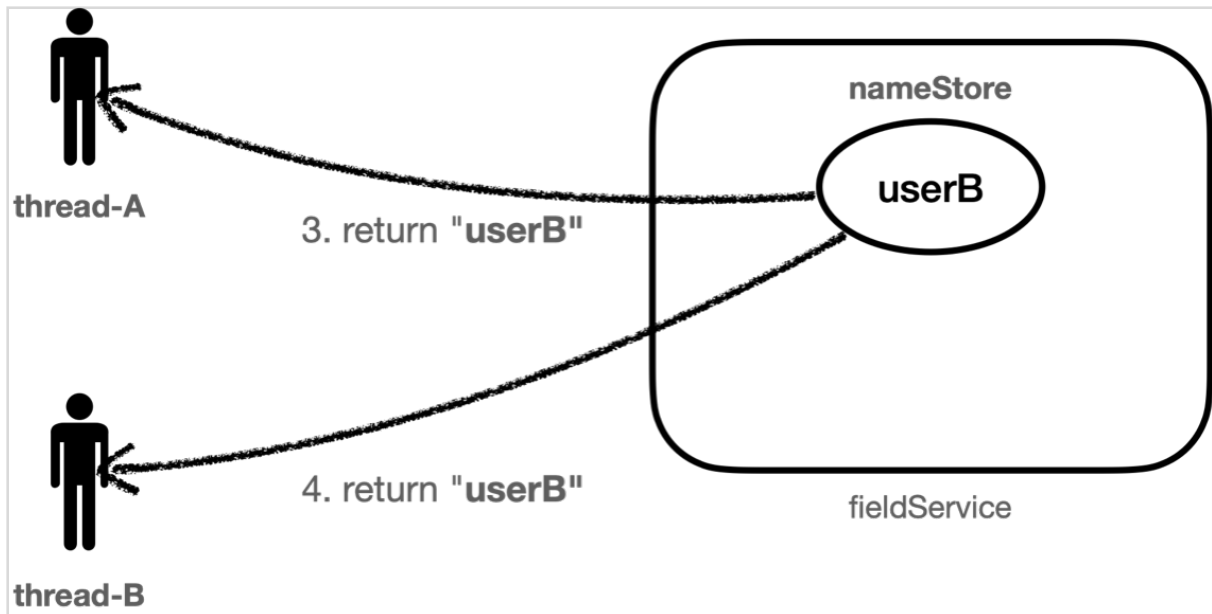 nameStore
userB
thread-A
3. return "userB"
4. return "userB"
fieldService
thread-B